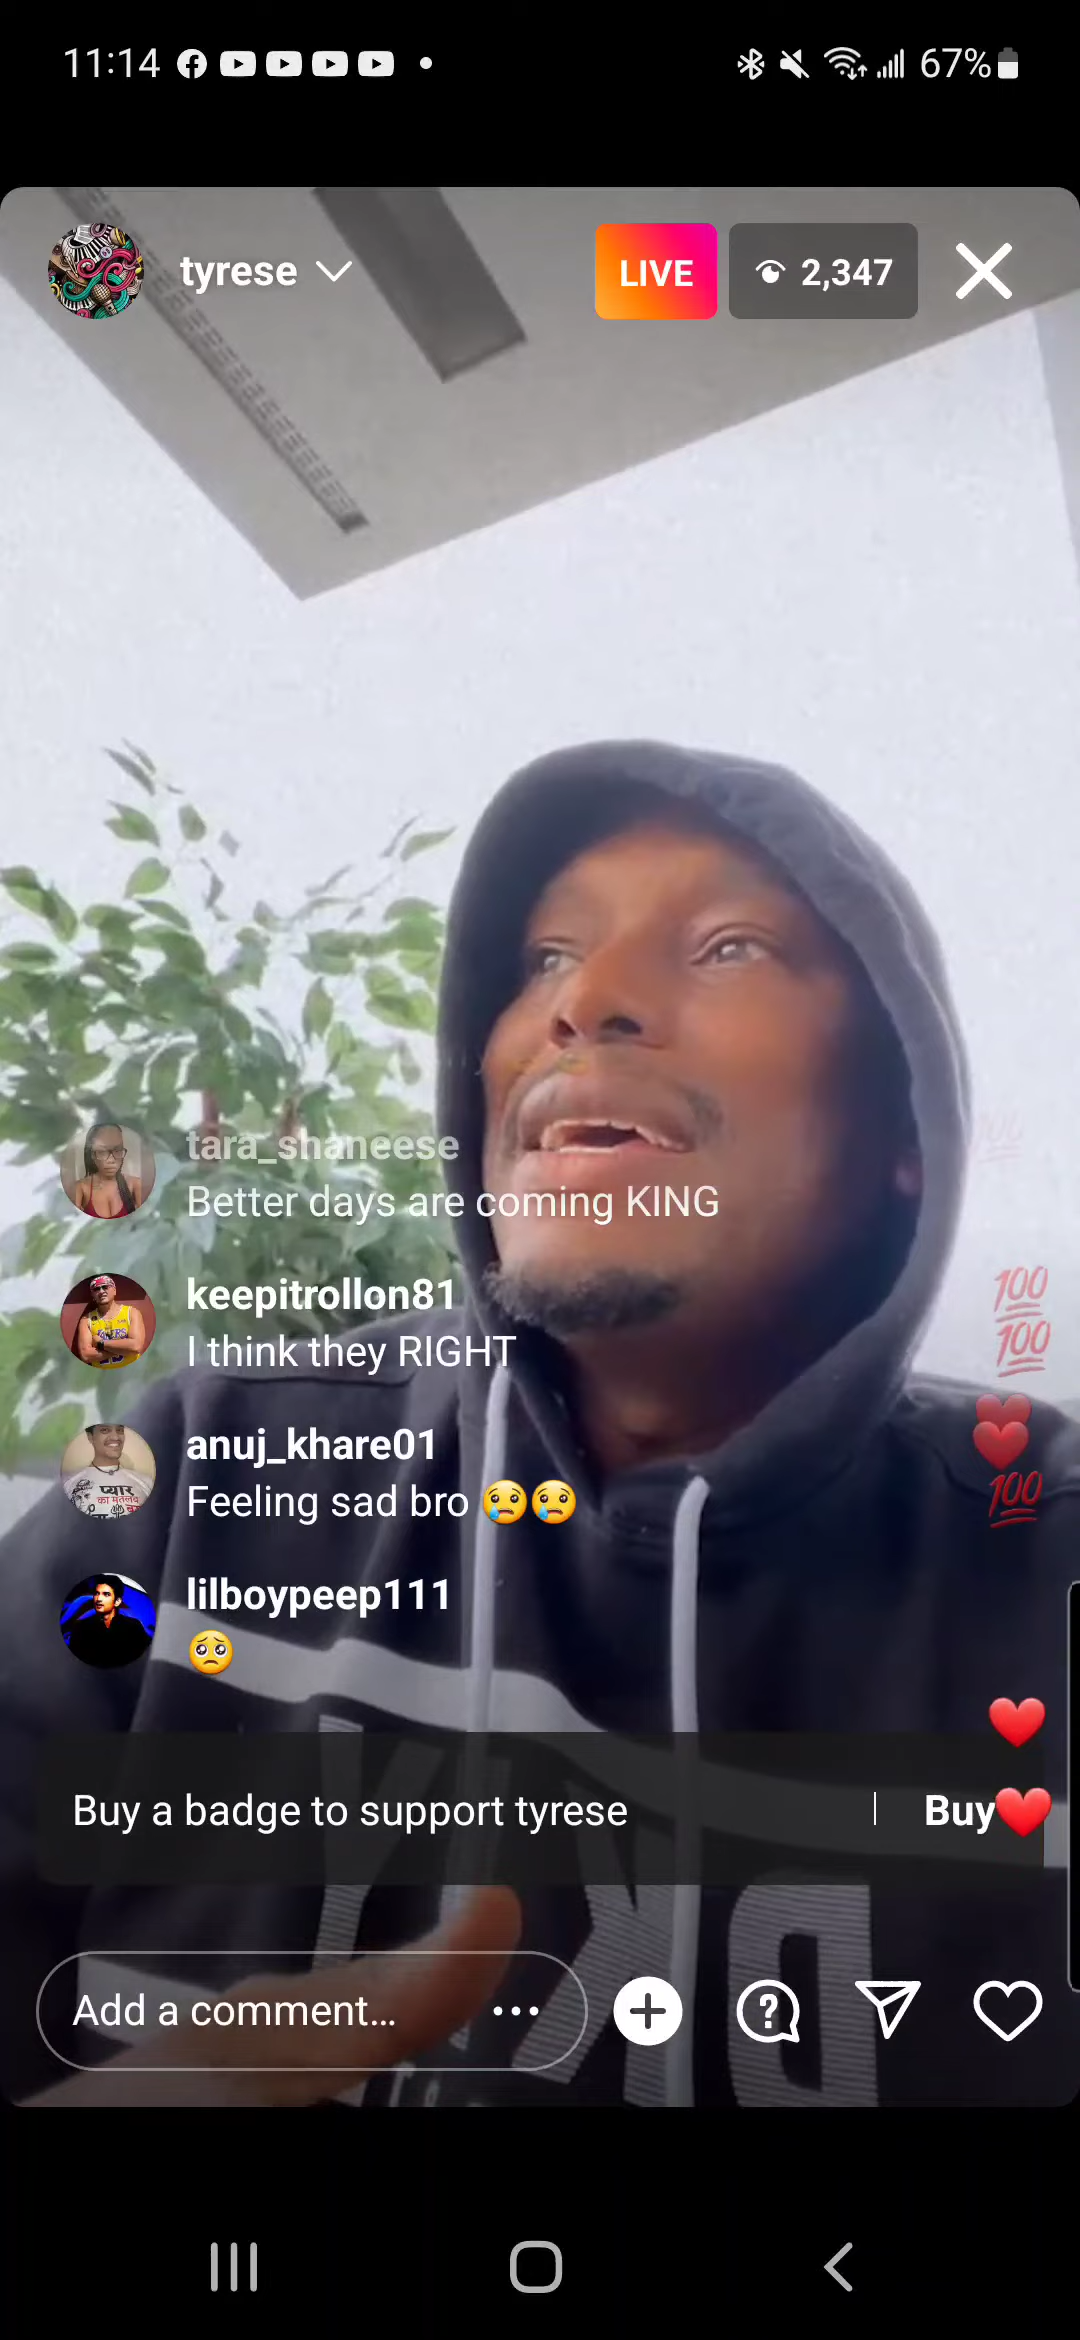 11:14
67%
tyrese
LIVE
2,347
tara_shaneese
Better days are coming KING
keepitrollon81
I think they RIGHT
anuj_khare01
Feeling sad bro 😢😢
lilboypeep111
🥺
Buy a badge to support tyrese
Buy
Add a comment...
DKNY